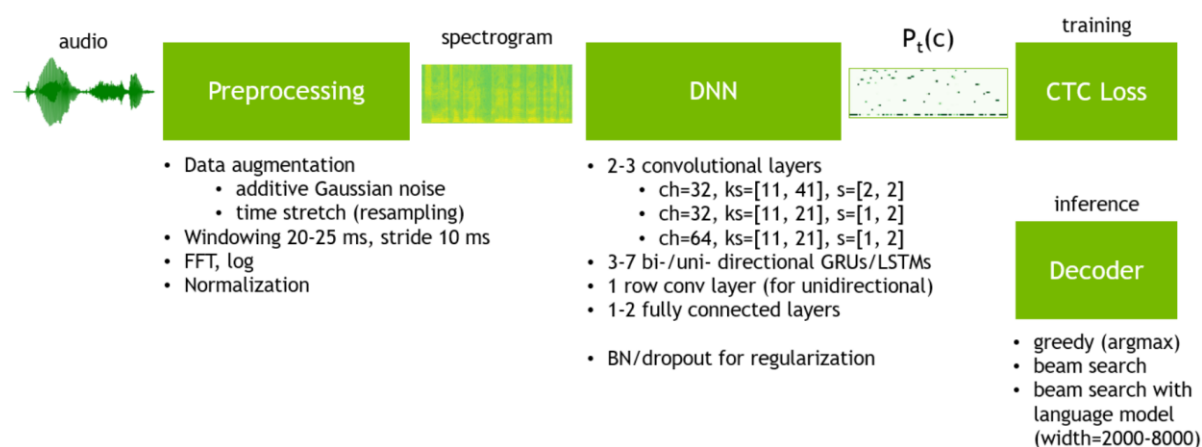 audio
Preprocessing
• Data augmentation
• additive Gaussian noise
• time stretch (resampling)
• Windowing 20-25 ms, stride 10 ms
• FFT, log
• Normalization
spectrogram
DNN
• 2-3 convolutional layers
• ch=32, ks=[11, 41], s=[2, 2]
• ch=32, ks=[11, 21], s=[1, 2]
• ch=64, ks=[11, 21], s=[1, 2]
• 3-7 bi-/uni- directional GRUs/LSTMs
• 1 row conv layer (for unidirectional)
• 1-2 fully connected layers
• BN/dropout for regularization
Pt(c)
training
CTC Loss
inference
Decoder
• greedy (argmax)
• beam search
• beam search with
language model
(width=2000-8000)